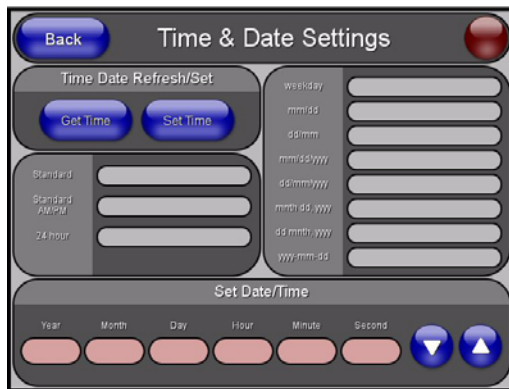 Back
Time & Date Settings
Time Date Refresh/Set
Get Time
Set Time
Standard
Standard
AM/PM
24 hour
weekday
mm/dd
dd/mm
mm/dd/yyyy
dd/mm/yyyy
mnth dd, yyyy
dd mnth, yyyy
yyyy-mm-dd
Set Date/Time
Year Month Day Hour Minute Second